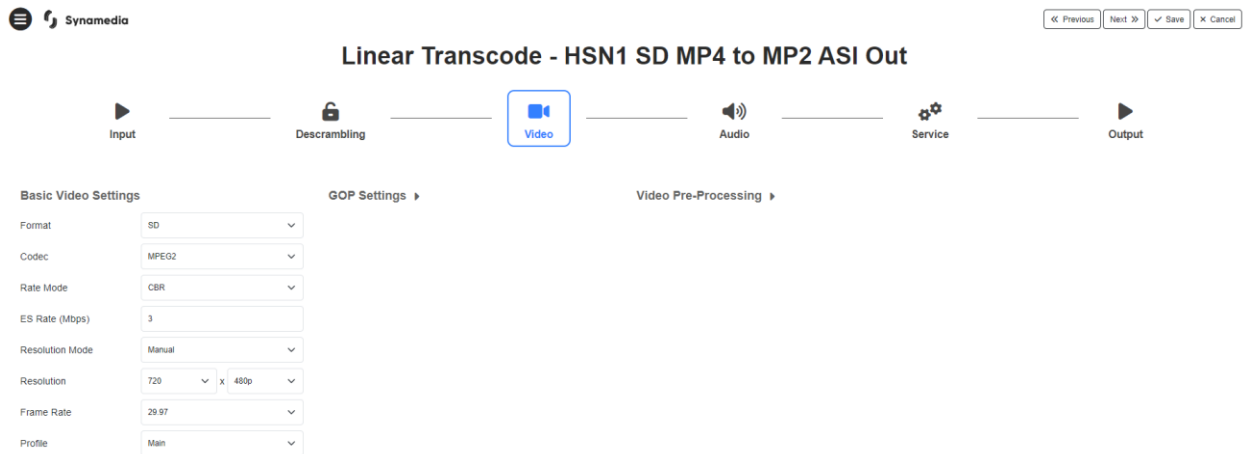 Synamedia
Previous Next Save Cancel
Linear Transcode - HSN1 SD MP4 to MP2 ASI Out
Input Descrambling Video Audio Service Output
Basic Video Settings GOP Settings Video Pre-Processing
Format SD
Codec MPEG2
Rate Mode CBR
ES Rate (Mbps) 3
Resolution Mode Manual
Resolution 720 x 480p
Frame Rate 29.97
Profile Main